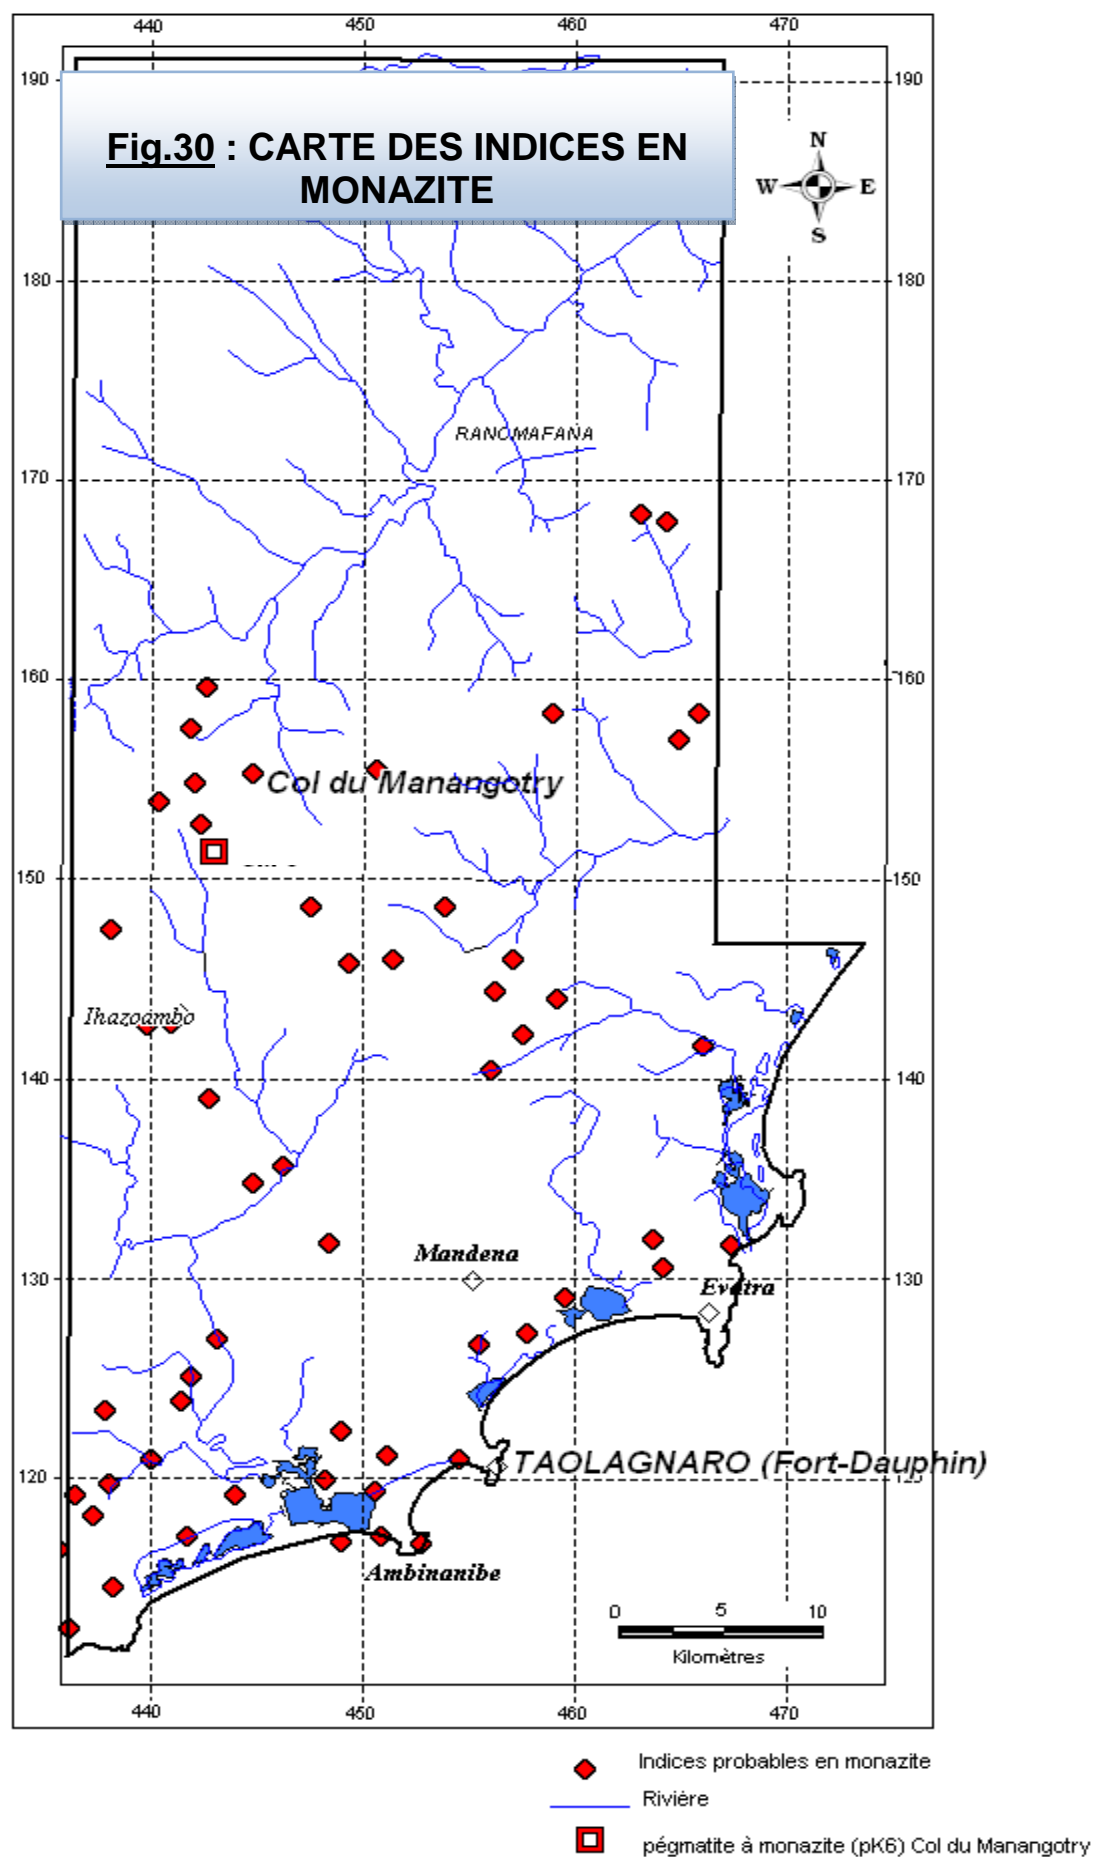 440 450 460 470
190 190
Fig.30 : CARTE DES INDICES EN
MONAZITE
N
W E
S
180 180
RANOMAFANA
170 170
160 160
Col du Manangotry
150 150
Ihazoambo
140 140
Mandena
130 130
Evatra
TAOLAGNARO (Fort-Dauphin)
120
Ambinanibe
0 5 10
Kilomètres
440 450 460 470
Indices probables en monazite
Rivière
pégmatite à monazite (pK6) Col du Manangotry